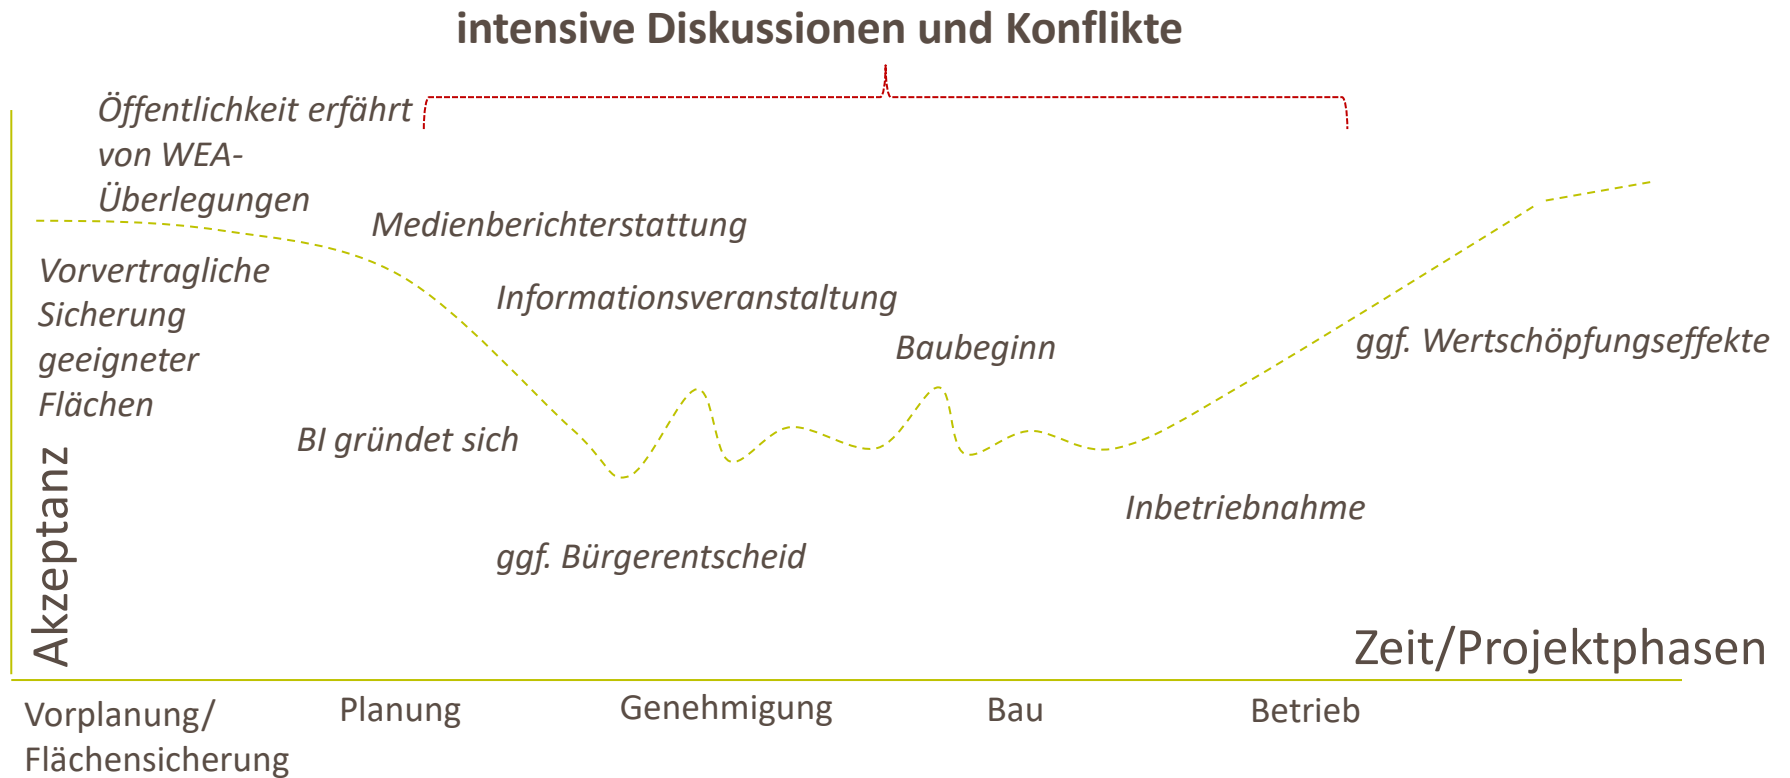 intensive Diskussionen und Konflikte
Öffentlichkeit erfährt
von WEA-
Überlegungen
Medienberichterstattung
Vorvertragliche
Sicherung
geeigneter
Flächen
Informationsveranstaltung
Baubeginn
ggf. Wertschöpfungseffekte
BI gründet sich
Inbetriebnahme
ggf. Bürgerentscheid
Akzeptanz
Zeit/Projektphasen
Vorplanung/
Flächensicherung
Planung
Genehmigung
Bau
Betrieb